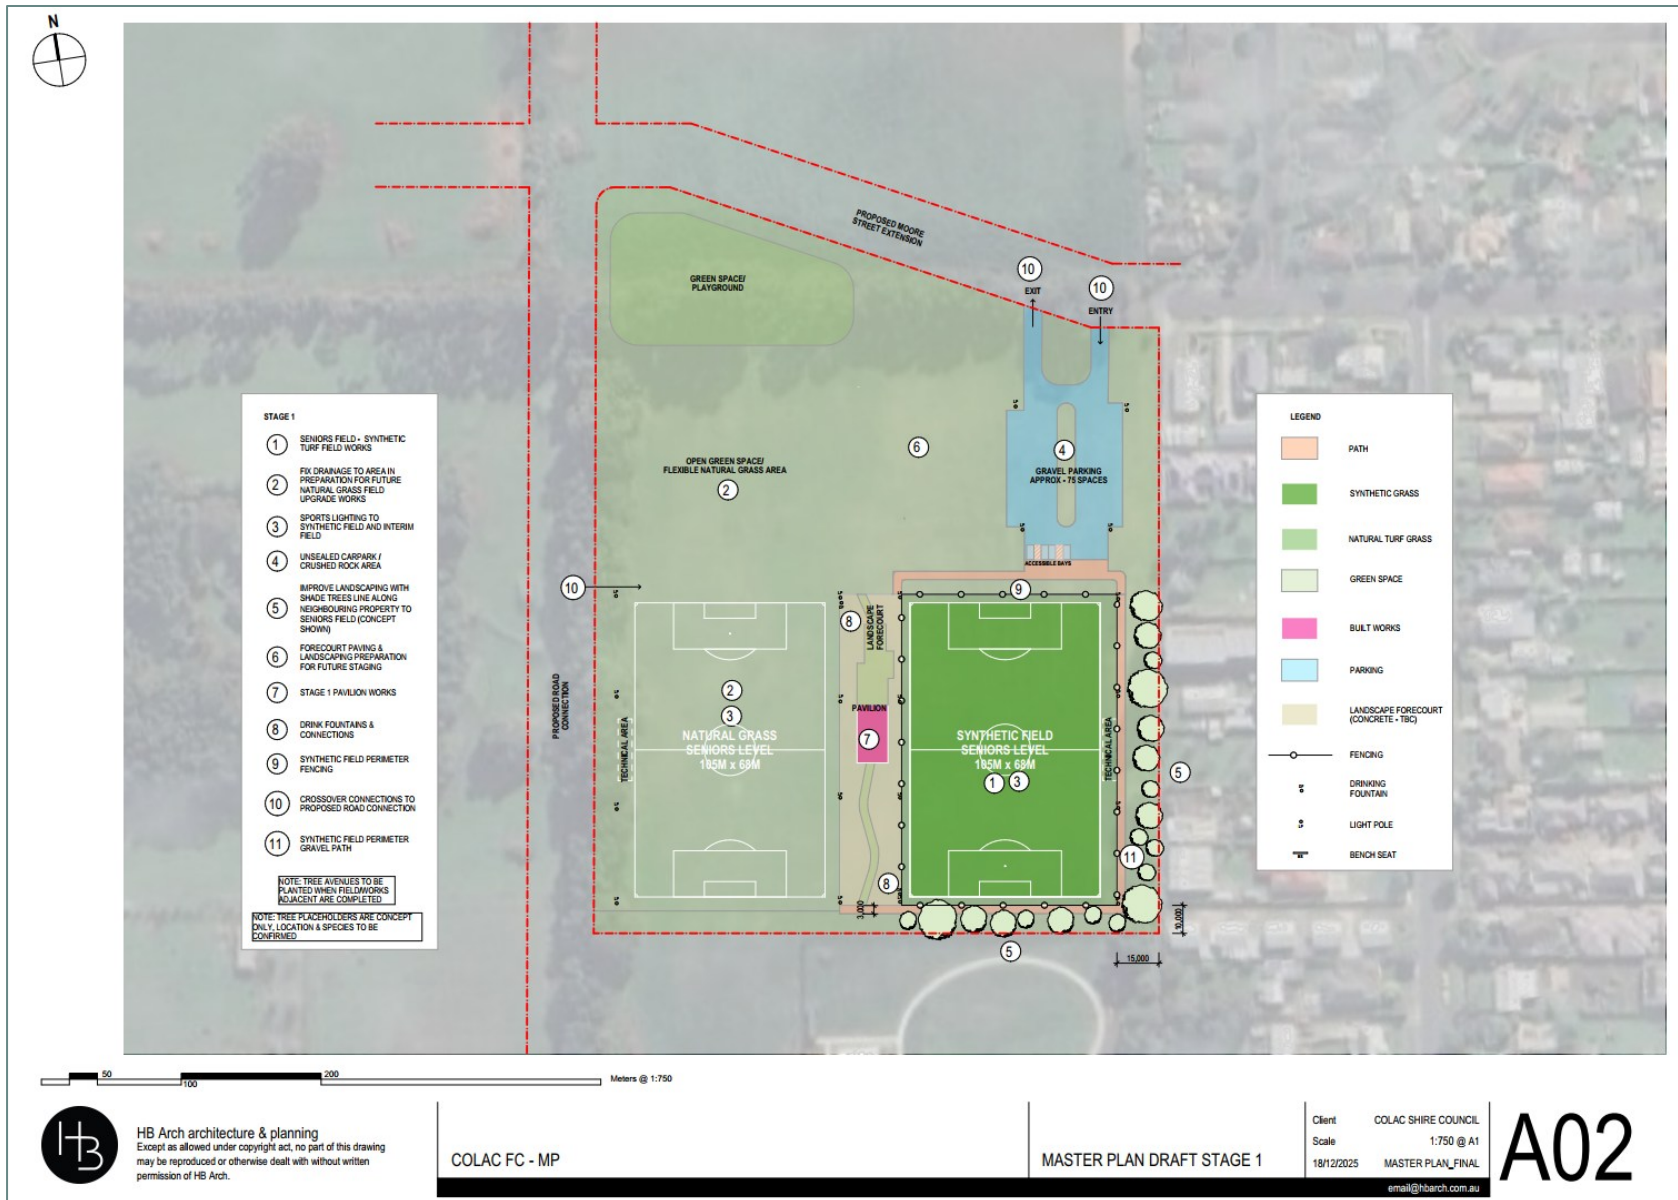 N
PROPOSED MOORE
STREET EXTENSION
10
EXIT
10
ENTRY
GREEN SPACE/
PLAYGROUND
OPEN GREEN SPACE/
FLEXIBLE NATURAL GRASS AREA
2
6
4
GRAVEL PARKING
APPROX - 75 SPACES
ACCESSIBLE BAYS
10
9
8
LANDSCAPE
FORECOURT
PROPOSED ROAD
CONNECTION
TECHNICAL AREA
2
3
NATURAL GRASS
SENIORS LEVEL
105M x 68M
PAVILION
7
SYNTHETIC FIELD
SENIORS LEVEL
105M x 68M
1
3
TECHNICAL AREA
5
11
8
3,000
10,000
15,000
5
STAGE 1
1
SENIORS FIELD - SYNTHETIC
TURF FIELD WORKS
2
FIX DRAINAGE TO AREA IN
PREPARATION FOR FUTURE
NATURAL GRASS FIELD
UPGRADE WORKS
3
SPORTS LIGHTING TO
SYNTHETIC FIELD AND INTERIM
FIELD
4
UNSEALED CARPARK /
CRUSHED ROCK AREA
5
IMPROVE LANDSCAPING WITH
SHADE TREES LINE ALONG
NEIGHBOURING PROPERTY TO
SENIORS FIELD (CONCEPT
SHOWN)
6
FORECOURT PAVING &
LANDSCAPING PREPARATION
FOR FUTURE STAGING
7
STAGE 1 PAVILION WORKS
8
DRINK FOUNTAINS &
CONNECTIONS
9
SYNTHETIC FIELD PERIMETER
FENCING
10
CROSSOVER CONNECTIONS TO
PROPOSED ROAD CONNECTION
11
SYNTHETIC FIELD PERIMETER
GRAVEL PATH
NOTE: TREE AVENUES TO BE
PLANTED WHEN FIELDWORKS
ADJACENT ARE COMPLETED
NOTE: TREE PLACEHOLDERS ARE CONCEPT
ONLY, LOCATION & SPECIES TO BE
CONFIRMED
LEGEND
PATH
SYNTHETIC GRASS
NATURAL TURF GRASS
GREEN SPACE
BUILT WORKS
PARKING
LANDSCAPE FORECOURT
(CONCRETE - TBC)
FENCING
DRINKING
FOUNTAIN
LIGHT POLE
BENCH SEAT
50
100
200
Meters @ 1:750
HB
HB Arch architecture & planning
Except as allowed under copyright act, no part of this drawing
may be reproduced or otherwise dealt with without written
permission of HB Arch.
COLAC FC - MP
MASTER PLAN DRAFT STAGE 1
Client COLAC SHIRE COUNCIL
Scale 1:750 @ A1
18/12/2025 MASTER PLAN_FINAL
email@hbarch.com.au
A02